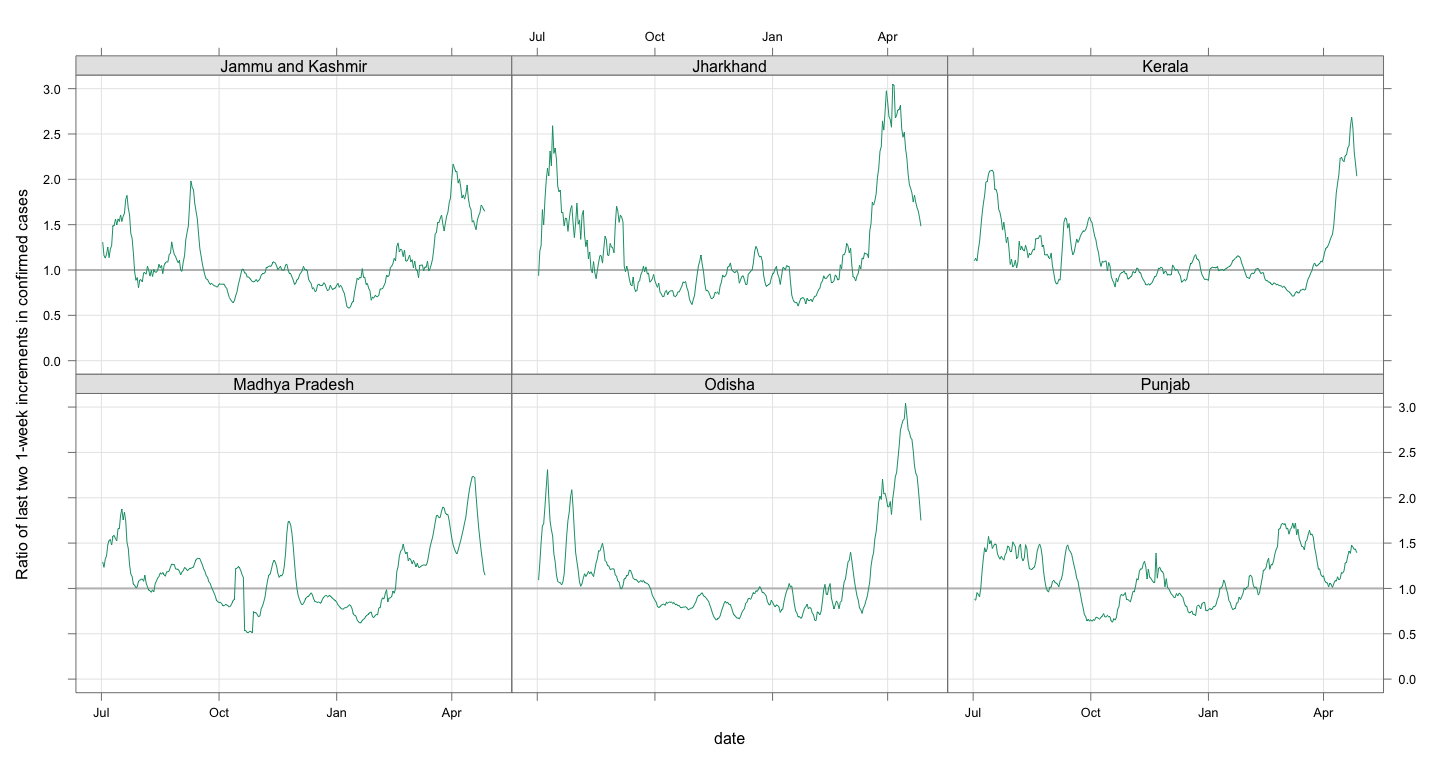 Jul Oct Jan Apr
Jammu and Kashmir Jharkhand Kerala
3.0
2.5
2.0
1.5
1.0
0.5
0.0
Ratio of last two 1-week increments in confirmed cases
Madhya Pradesh Odisha Punjab
3.0
2.5
2.0
1.5
1.0
0.5
0.0
Jul Oct Jan Apr Jul Oct Jan Apr
date